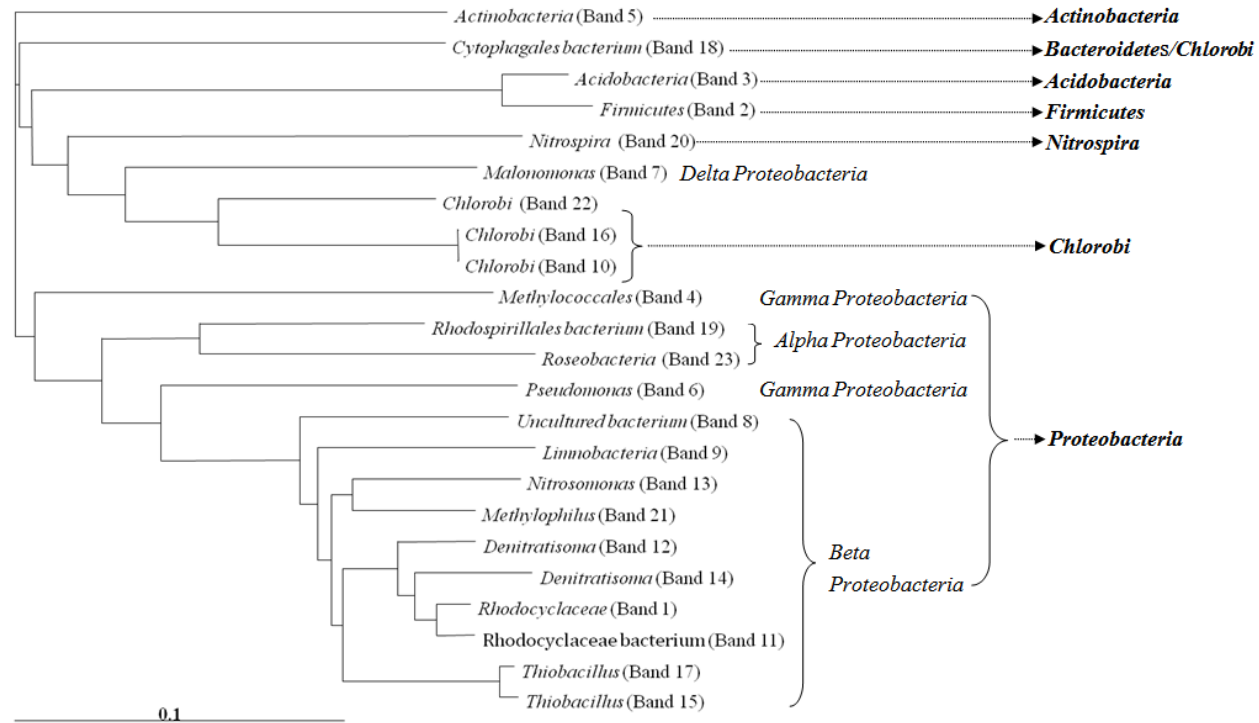 Actinobacteria (Band 5) Actinobacteria
Cytophagales bacterium (Band 18) Bacteroidetes/Chlorobi
Acidobacteria (Band 3) Acidobacteria
Firmicutes (Band 2) Firmicutes
Nitrospira (Band 20) Nitrospira
Malonomonas (Band 7) Delta Proteobacteria
Chlorobi (Band 22)
Chlorobi (Band 16)
Chlorobi
Chlorobi (Band 10)
Methylococcales (Band 4) Gamma Proteobacteria
Rhodospirillales bacterium (Band 19)
Alpha Proteobacteria
Roseobacteria (Band 23)
Pseudomonas (Band 6) Gamma Proteobacteria
Uncultured bacterium (Band 8)
Proteobacteria
Limnobacteria (Band 9)
Nitrosomonas (Band 13)
Methylophilus (Band 21)
Denitratisoma (Band 12) Beta
Denitratisoma (Band 14) Proteobacteria
Rhodocyclaceae (Band 1)
Rhodocyclaceae bacterium (Band 11)
Thiobacillus (Band 17)
Thiobacillus (Band 15)
0.1